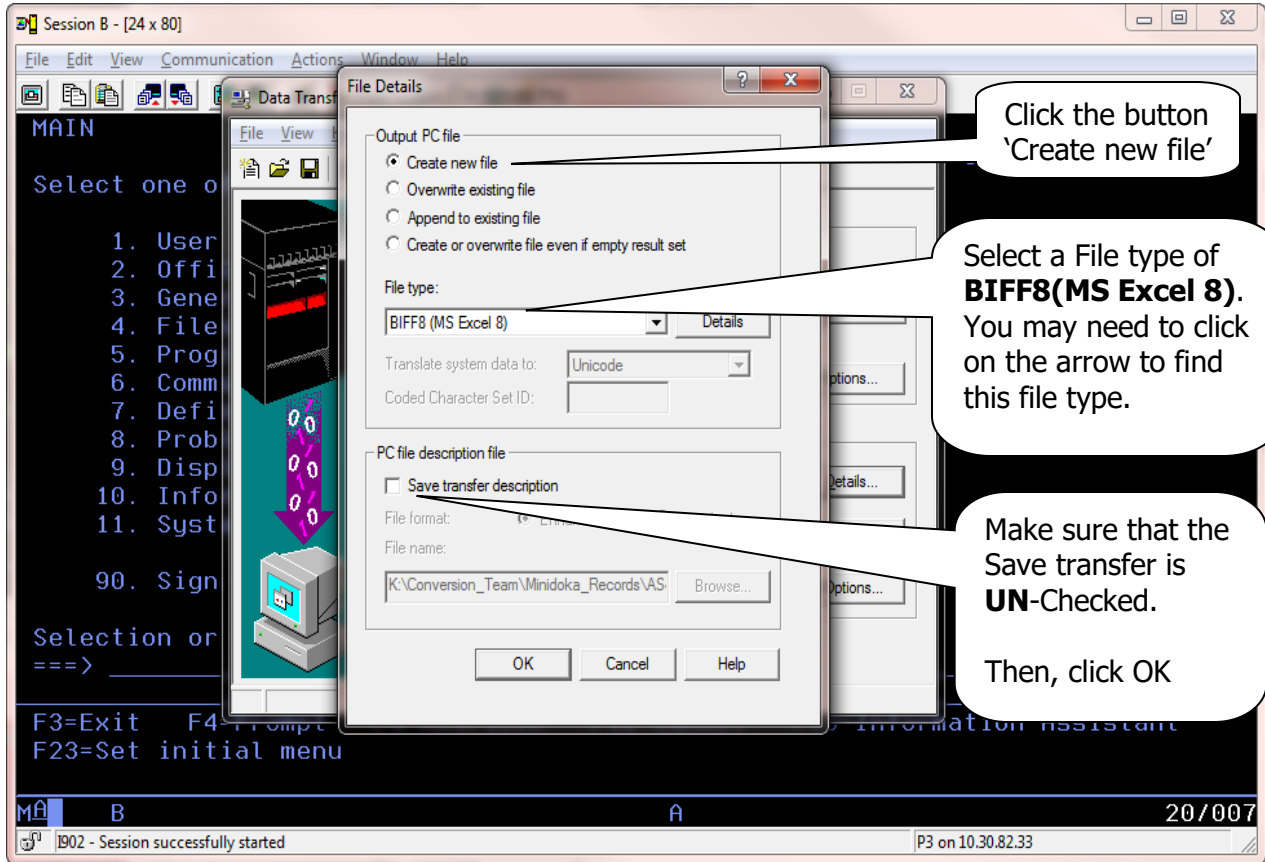 Session B - [24 x 80]
File Edit View Communication Actions Window Help
Data Transf
File View
File Details
Output PC file
Create new file
Overwrite existing file
Append to existing file
Create or overwrite file even if empty result set
File type:
BIFF8 (MS Excel 8)
Details
Translate system data to:
Unicode
Coded Character Set ID:
PC file description file
Save transfer description
File format:
File name:
K:\Conversion_Team\Minidoka_Records\AS
Browse...
OK Cancel Help
ptions...
Details...
Options...
MAIN
Select one o
1. User
2. Offi
3. Gene
4. File
5. Prog
6. Comm
7. Defi
8. Prob
9. Disp
10. Info
11. Syst
90. Sign
Selection or
===>
F3=Exit F4=Prompt Information Assistant
F23=Set initial menu
MA B A 20/007
I902 - Session successfully started
P3 on 10.30.82.33
Click the button
‘Create new file’
Select a File type of
BIFF8(MS Excel 8).
You may need to click
on the arrow to find
this file type.
Make sure that the
Save transfer is
UN-Checked.
Then, click OK